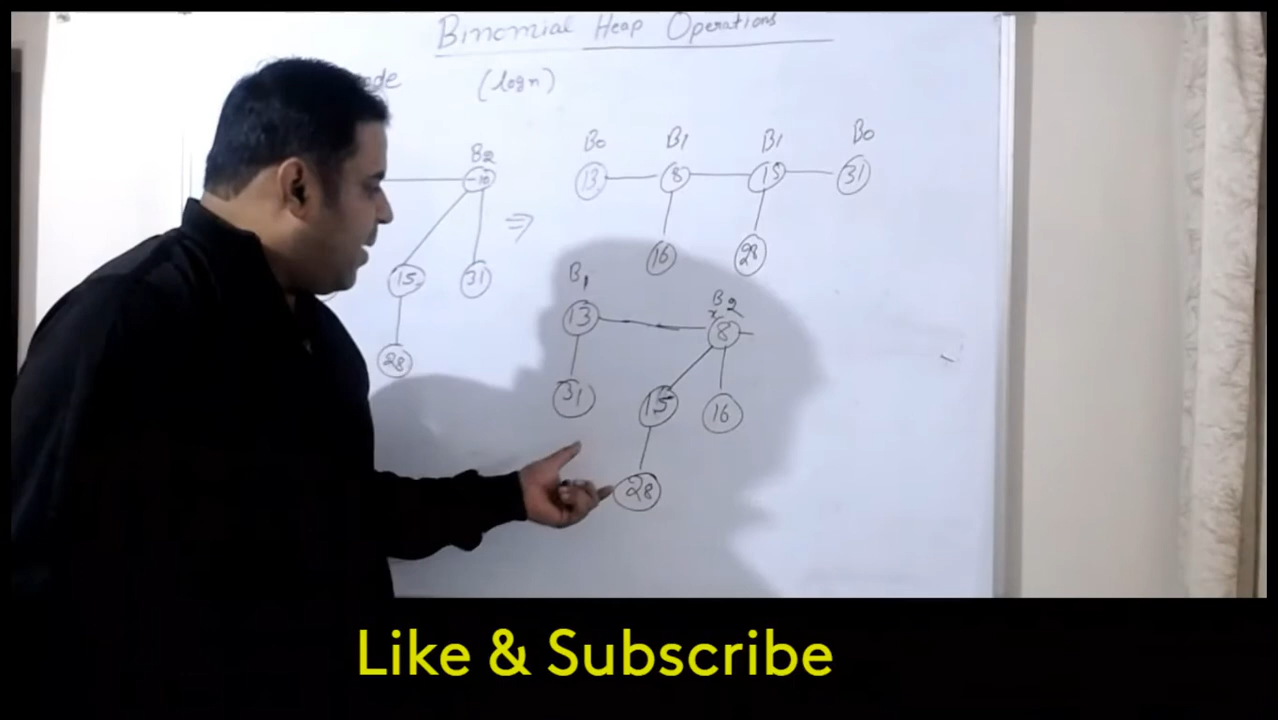 Binomial Heap Operations
(logn)
B2
-10
15
31
28
⇒
B0 B1 B1 B0
13 8 15 31
16 28
B1 B2
13 8
31 15 16
28
Like & Subscribe